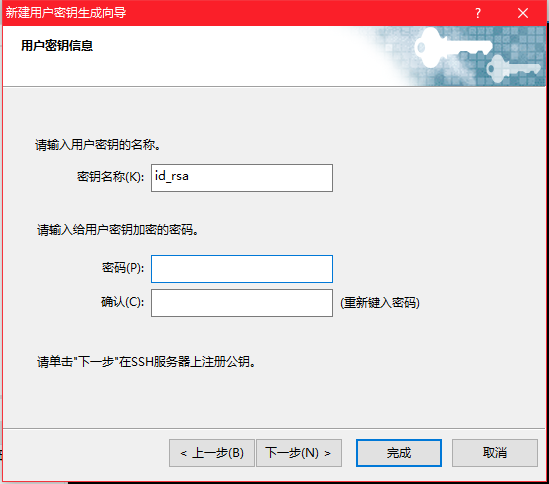 新建用户密钥生成向导
?
用户密钥信息
请输入用户密钥的名称。
密钥名称(K): id_rsa
请输入给用户密钥加密的密码。
密码(P):
确认(C): (重新键入密码)
请单击"下一步"在SSH服务器上注册公钥。
< 上一步(B) 下一步(N) > 完成 取消